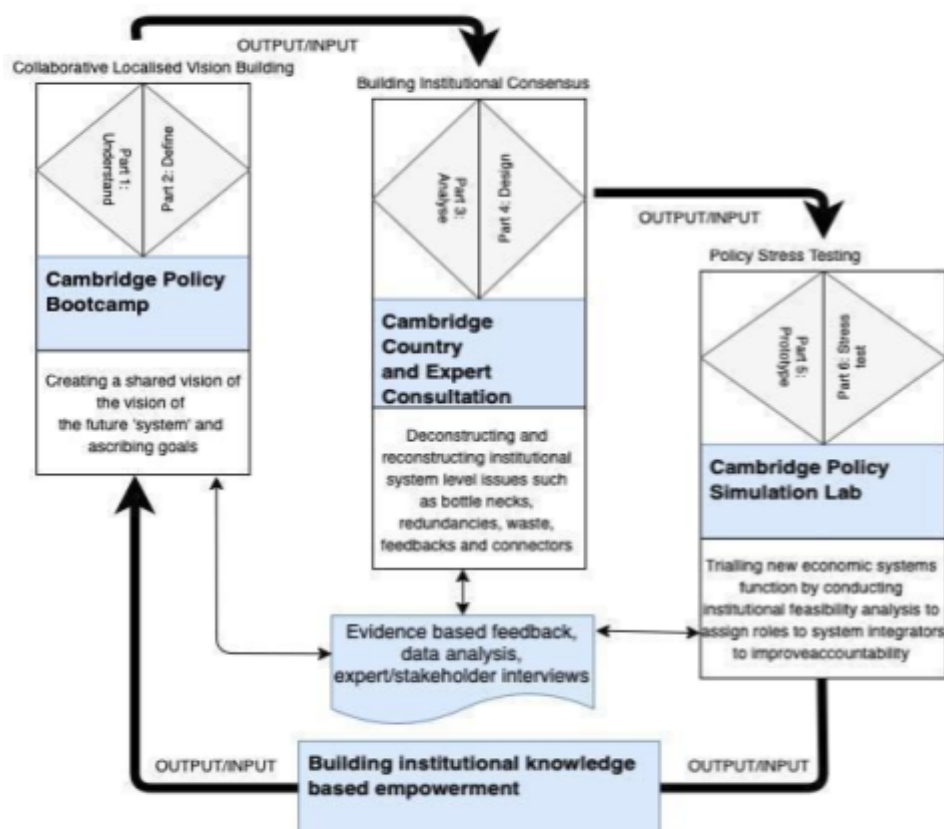 OUTPUT/INPUT
Collaborative Localised Vision Building
Part 1:
Understand
Part 2: Define
Cambridge Policy
Bootcamp
Creating a shared vision of
the vision of
the future 'system' and
ascribing goals
Building Institutional Consensus
Part 3:
Analyse
Part 4: Design
Cambridge
Country
and Expert
Consultation
Deconstructing and
reconstructing institutional
system level issues such
as bottle necks,
redundancies, waste,
feedbacks and connectors
OUTPUT/INPUT
Policy Stress Testing
Part 5:
Prototype
Part 6: Stress
test
Cambridge Policy
Simulation Lab
Trialling new economic systems
function by conducting
institutional feasibility analysis to
assign roles to system integrators
to improveaccountability
Evidence based feedback,
data analysis,
expert/stakeholder interviews
OUTPUT/INPUT
Building institutional knowledge
based empowerment
OUTPUT/INPUT